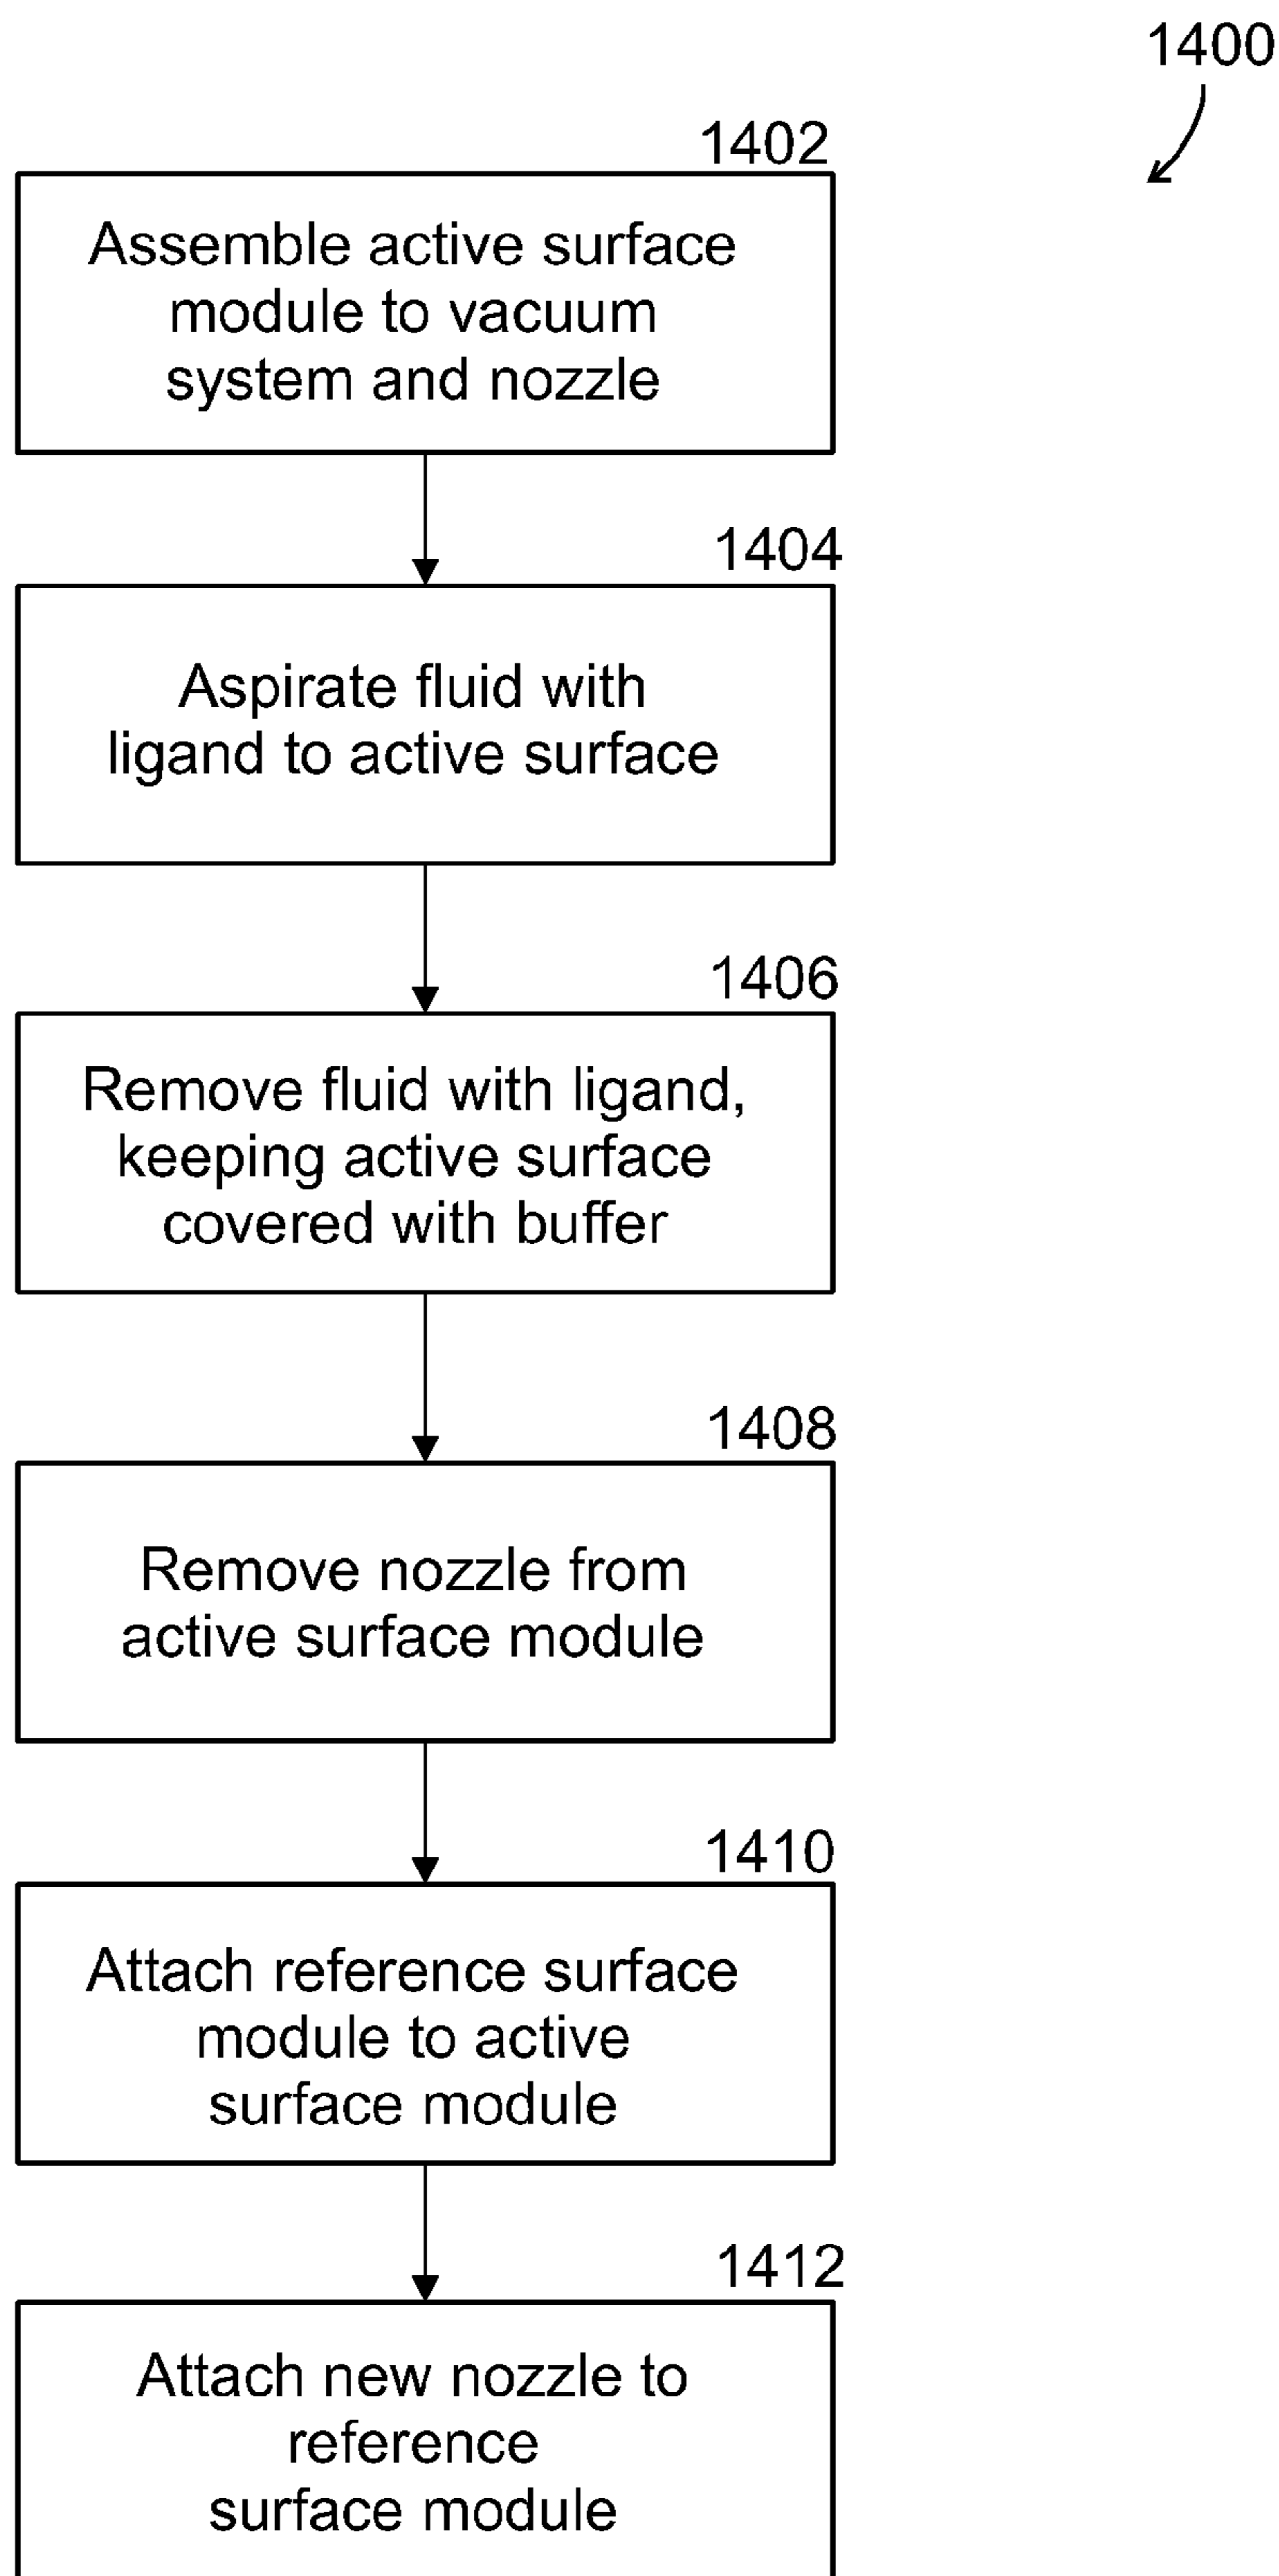 1400
1402
Assemble active surface
module to vacuum
system and nozzle
1404
Aspirate fluid with
ligand to active surface
1406
Remove fluid with ligand,
keeping active surface
covered with buffer
1408
Remove nozzle from
active surface module
1410
Attach reference surface
module to active
surface module
1412
Attach new nozzle to
reference
surface module